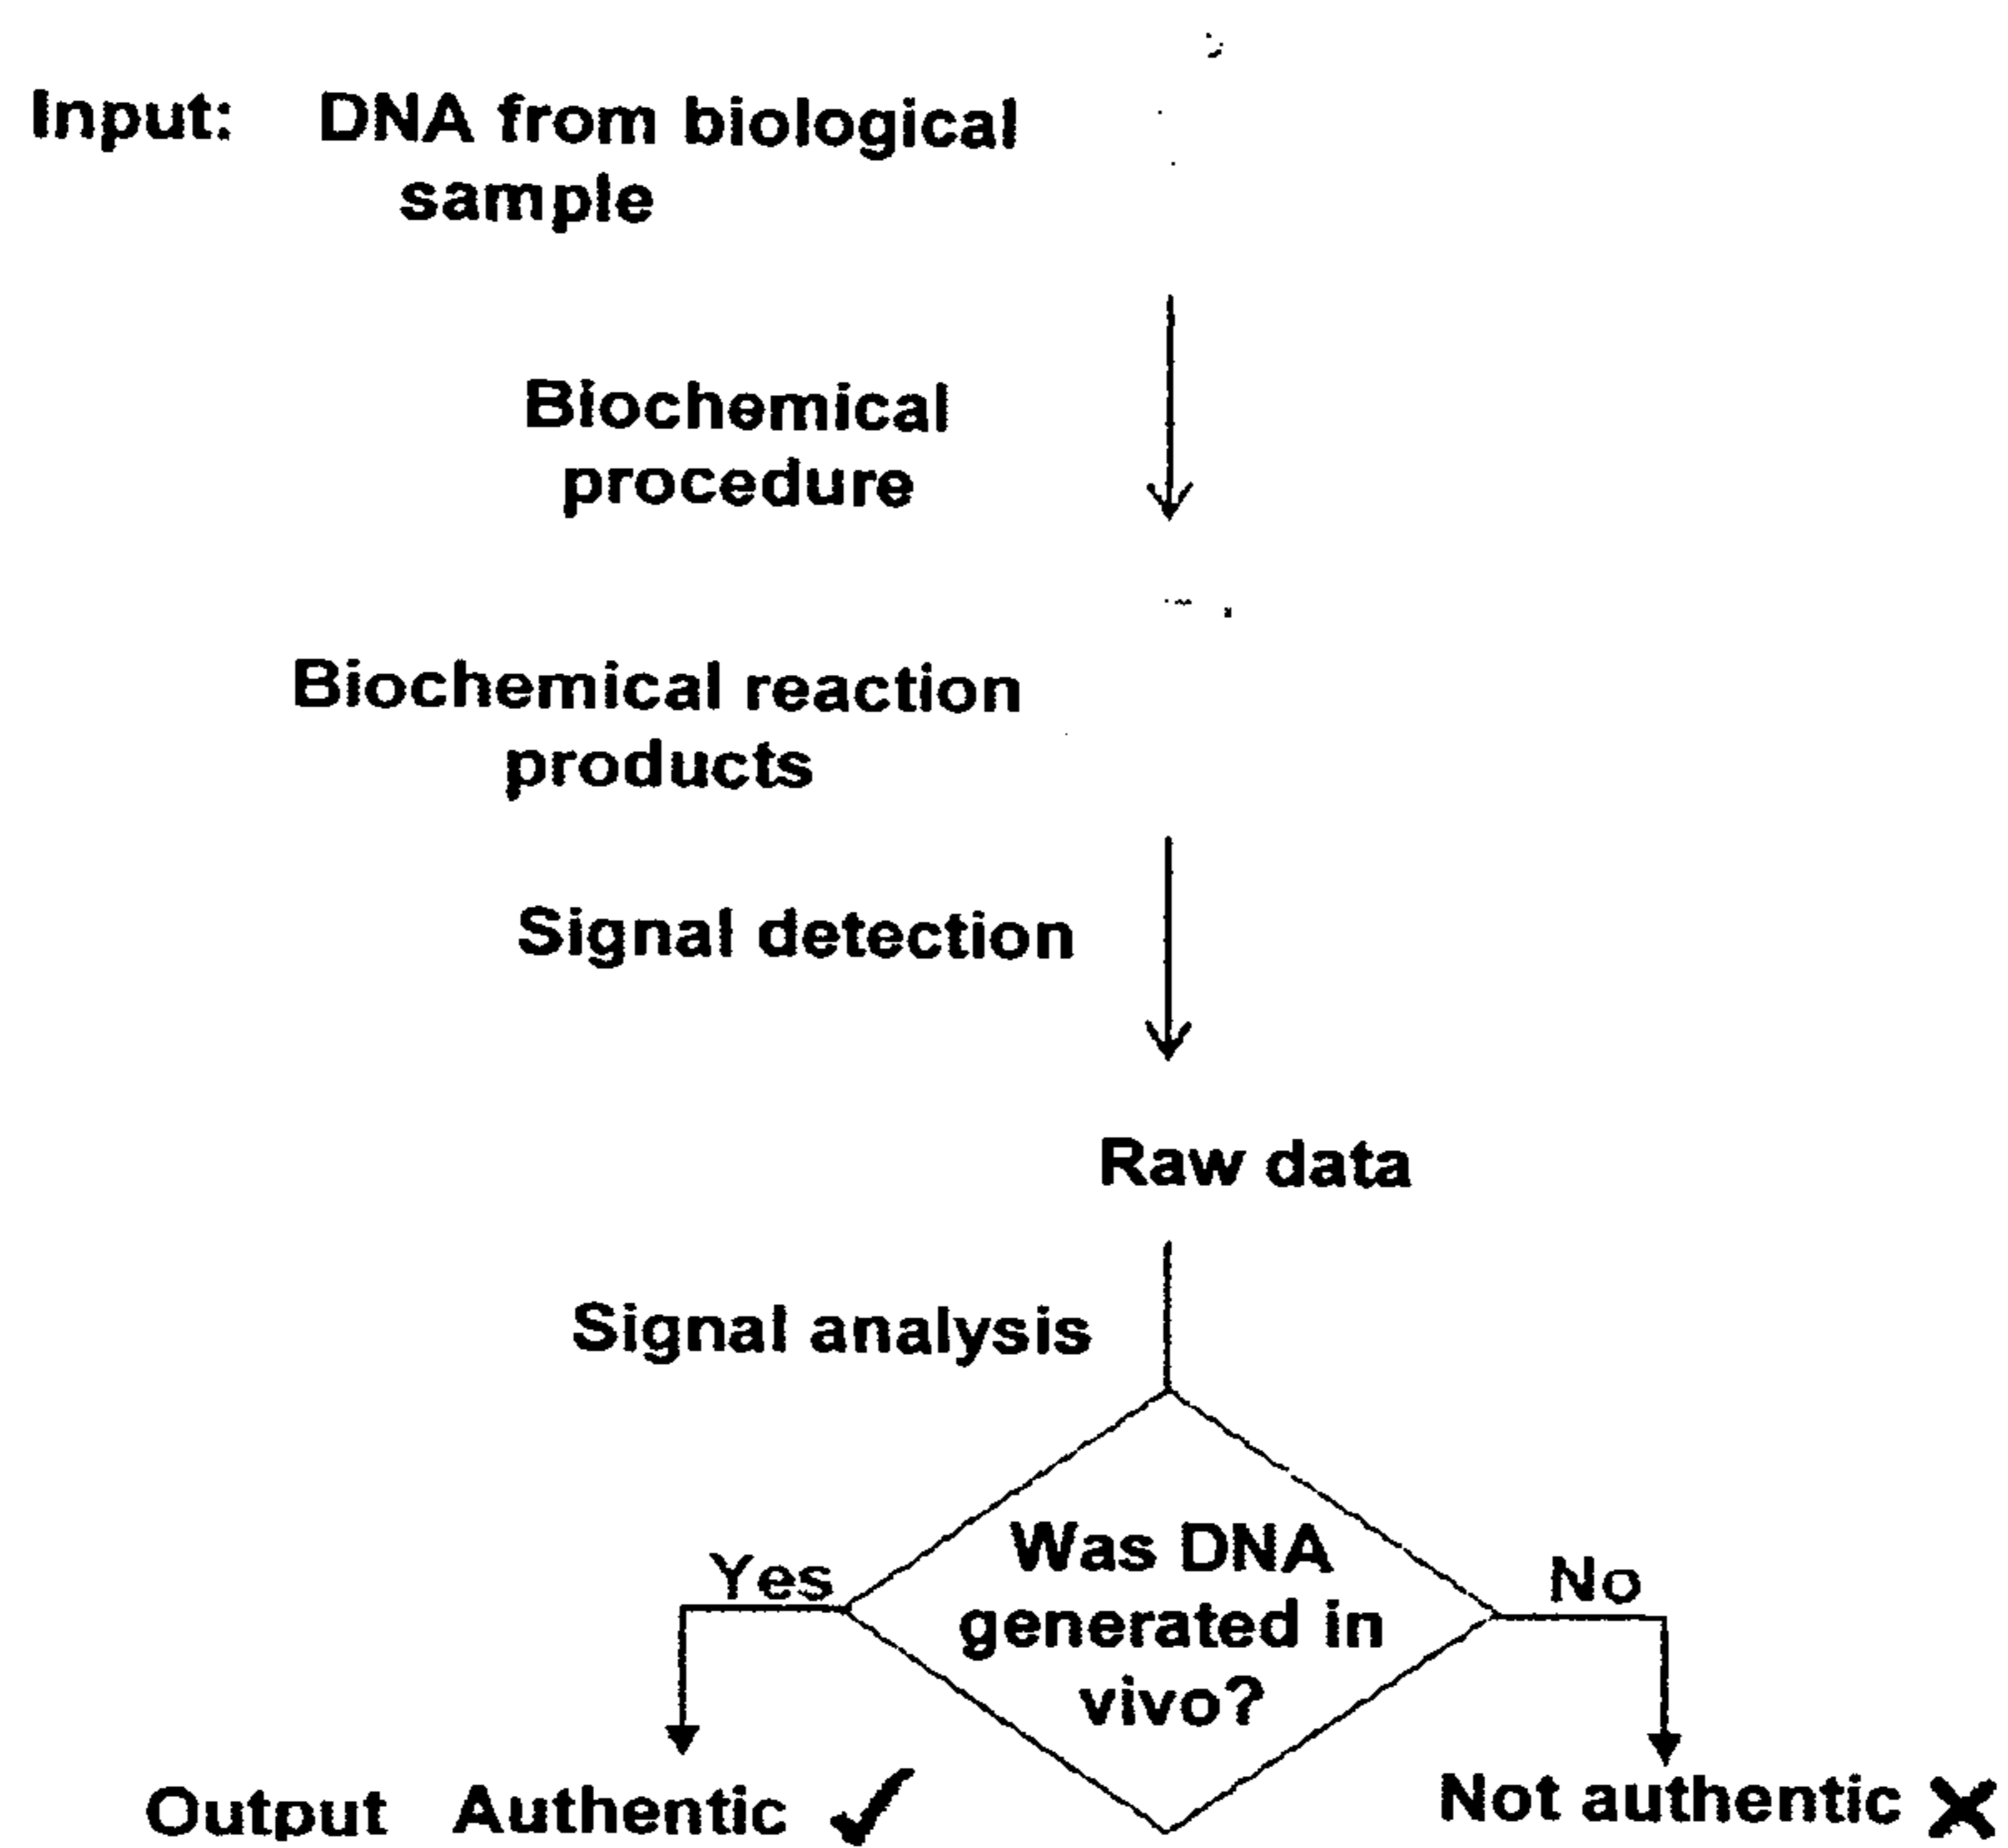 Input: DNA from biological
sample
Biochemical
procedure
Biochemical reaction
products
Signal detection
Raw data
Signal analysis
Was DNA
generated in
vivo?
Yes
No
Output Authentic ✓
Not authentic ✗